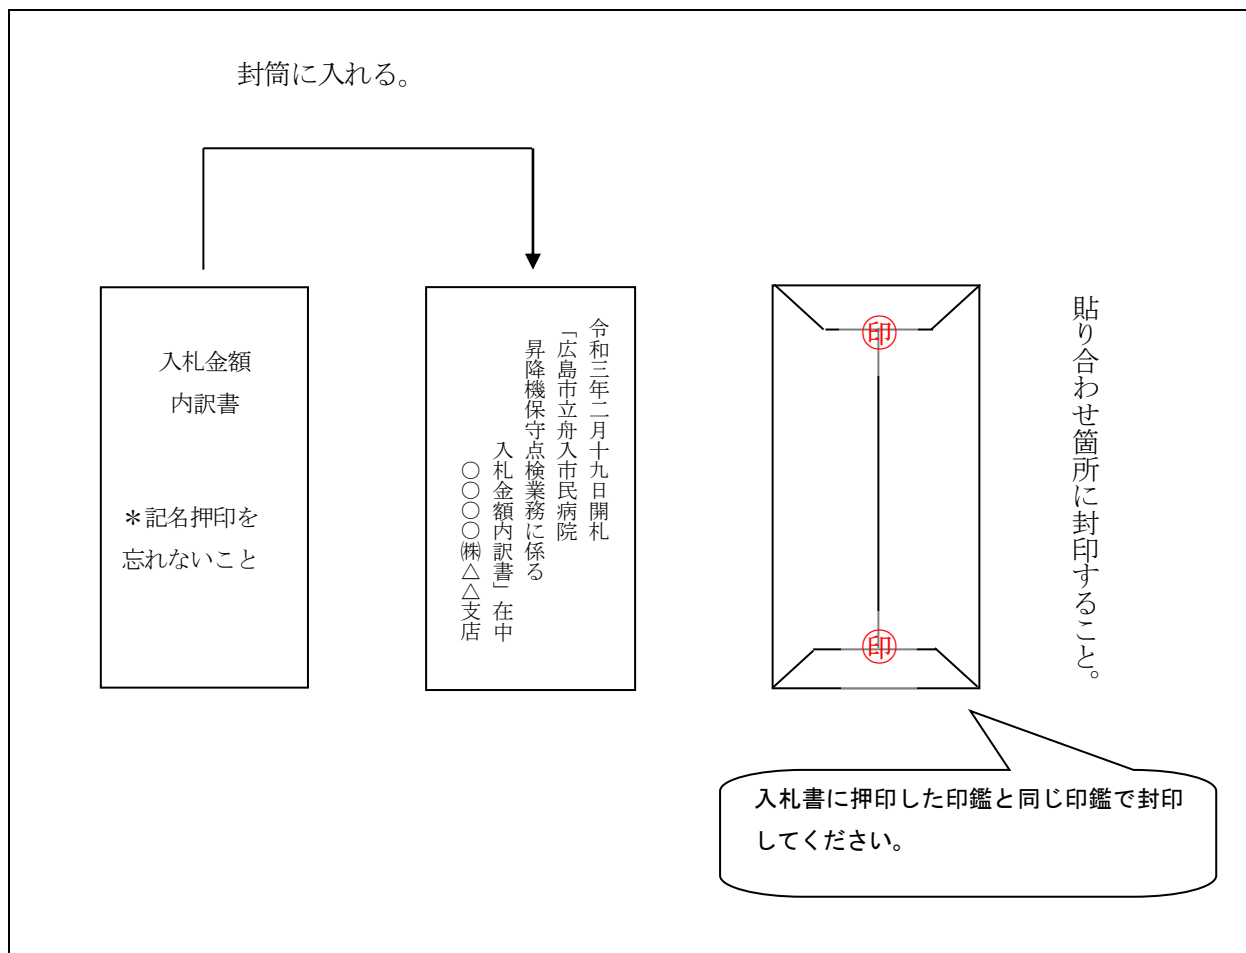 封筒に入れる。
入札金額
内訳書
＊記名押印を
忘れないこと
令和三年二月十九日開札
「広島市立舟入市民病院
昇降機保守点検業務に係る
入札金額内訳書」在中
〇〇〇〇㈱△△支店
印
印
貼り合わせ箇所に封印すること。
入札書に押印した印鑑と同じ印鑑で封印
してください。